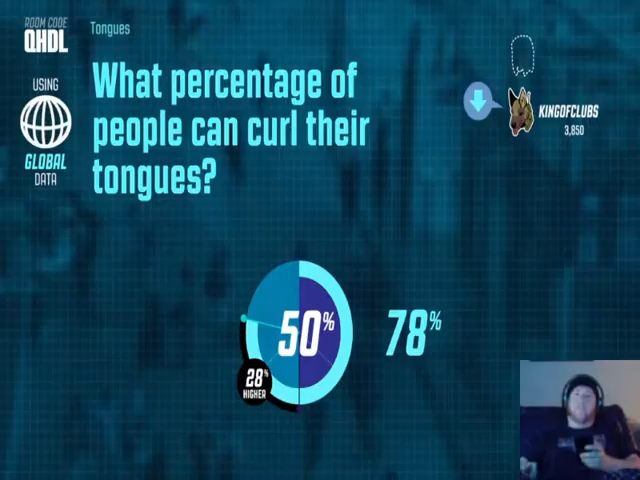 ROOM CODE
QHDL
Tongues
USING
GLOBAL
DATA
What percentage of
people can curl their
tongues?
KINGOFCLUBS
3,850
50%
78%
28%
HIGHER